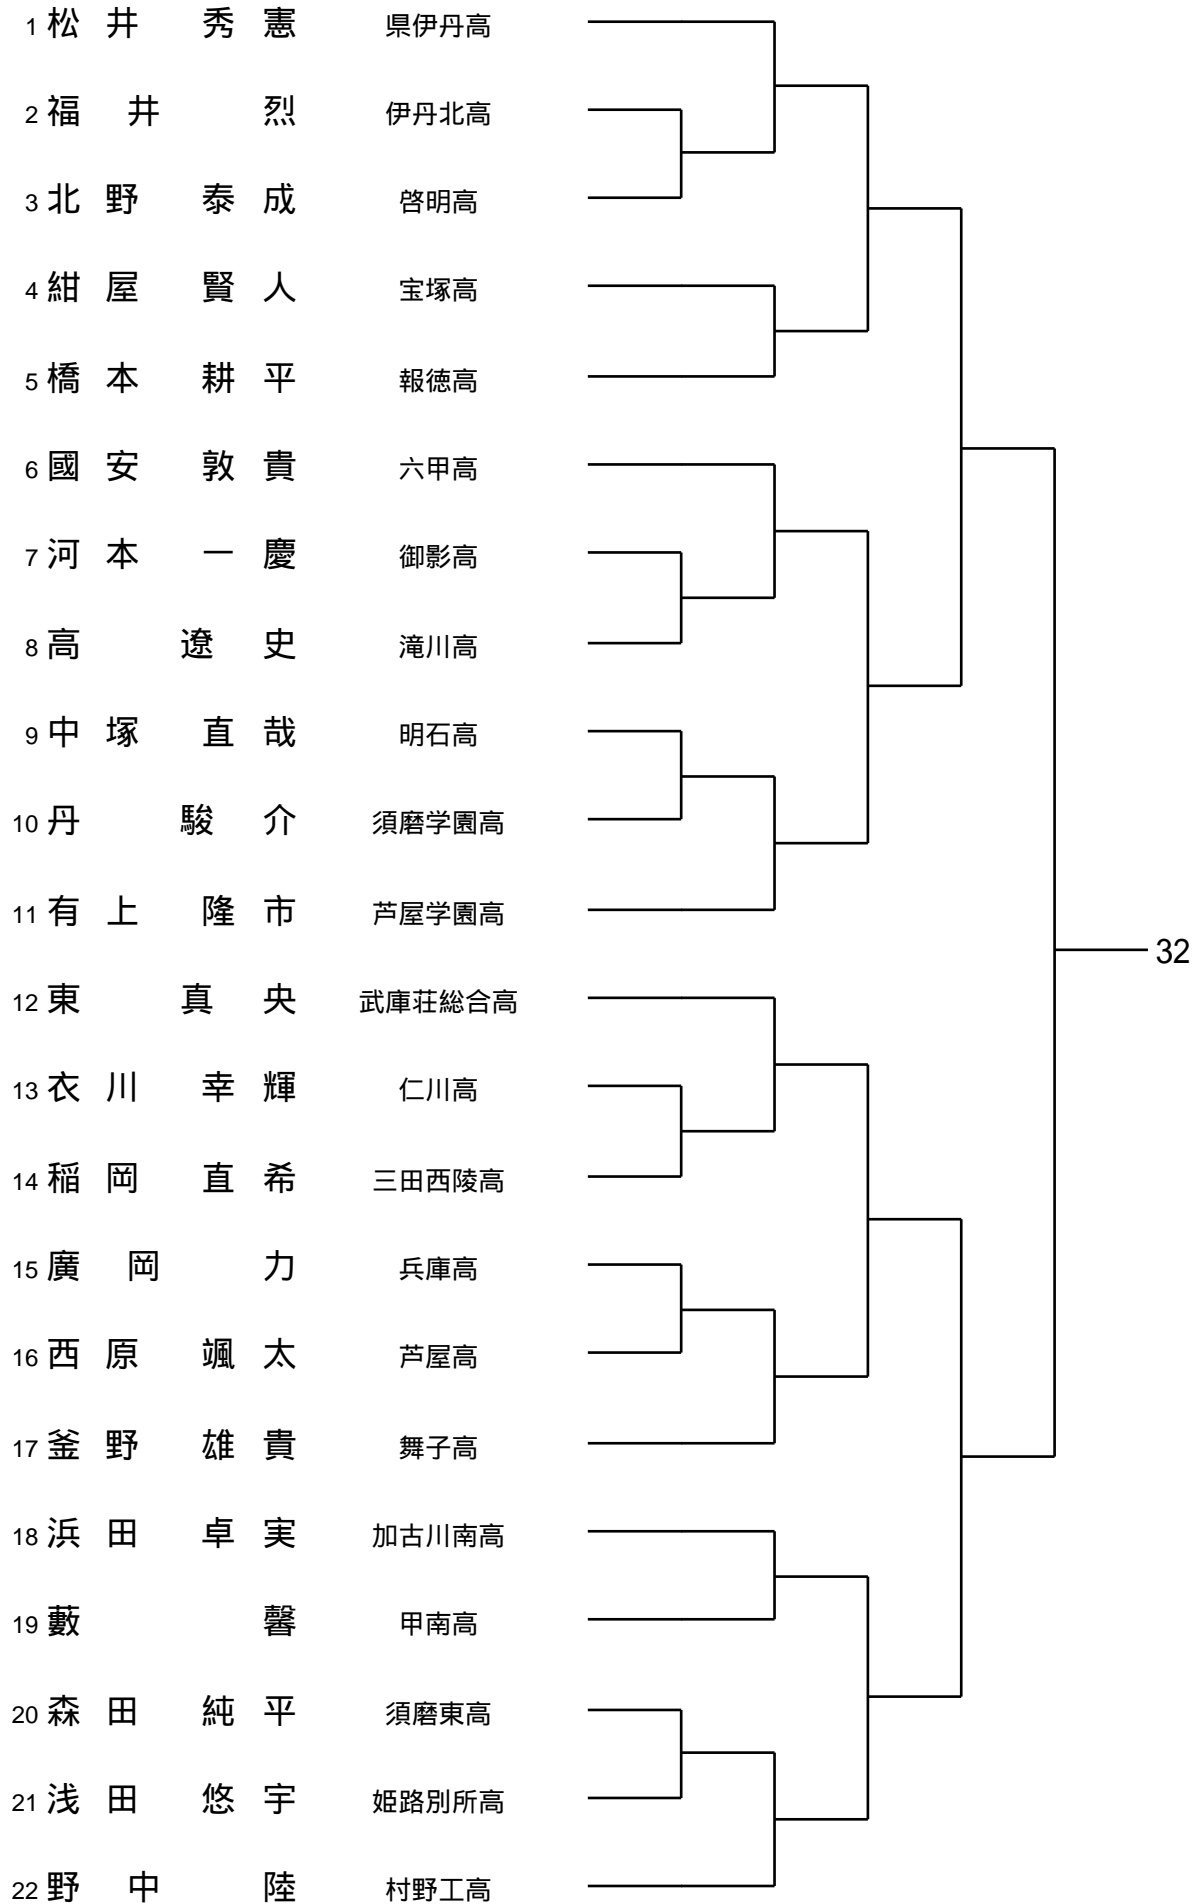 1 松井 秀憲 県伊丹高
2 福井 烈 伊丹北高
3 北野 泰成 啓明高
4 紺屋 賢人 宝塚高
5 橋本 耕平 報徳高
6 國安 敦貴 六甲高
7 河本 一慶 御影高
8 高 遼史 滝川高
9 中塚 直哉 明石高
10 丹 駿介 須磨学園高
11 有上 隆市 芦屋学園高
32
12 東 真央 武庫荘総合高
13 衣川 幸輝 仁川高
14 稲岡 直希 三田西陵高
15 廣岡 力 兵庫高
16 西原 颯太 芦屋高
17 釜野 雄貴 舞子高
18 浜田 卓実 加古川南高
19 藪 馨 甲南高
20 森田 純平 須磨東高
21 浅田 悠宇 姫路別所高
22 野中 陸 村野工高